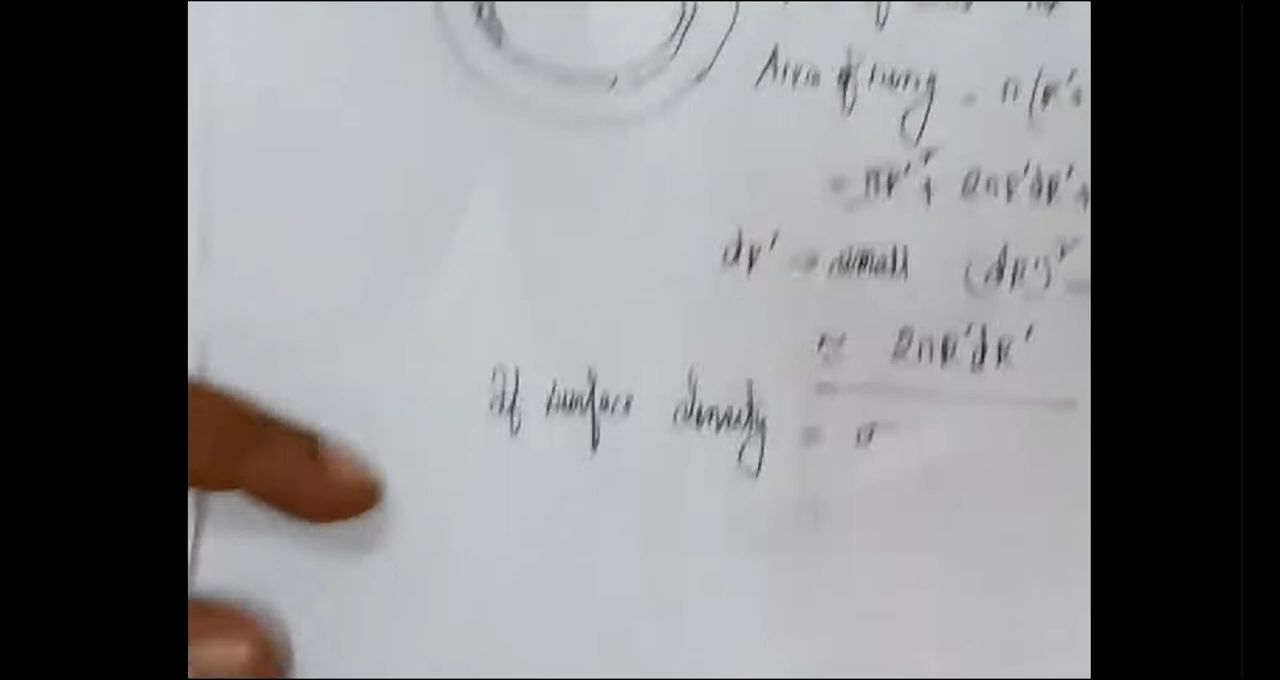 Area of ring = π(R'+
= πR'² + 2πR'dR' +
dR' → small (dR')² -
≈ 2πR'dR'
If surface density = σ